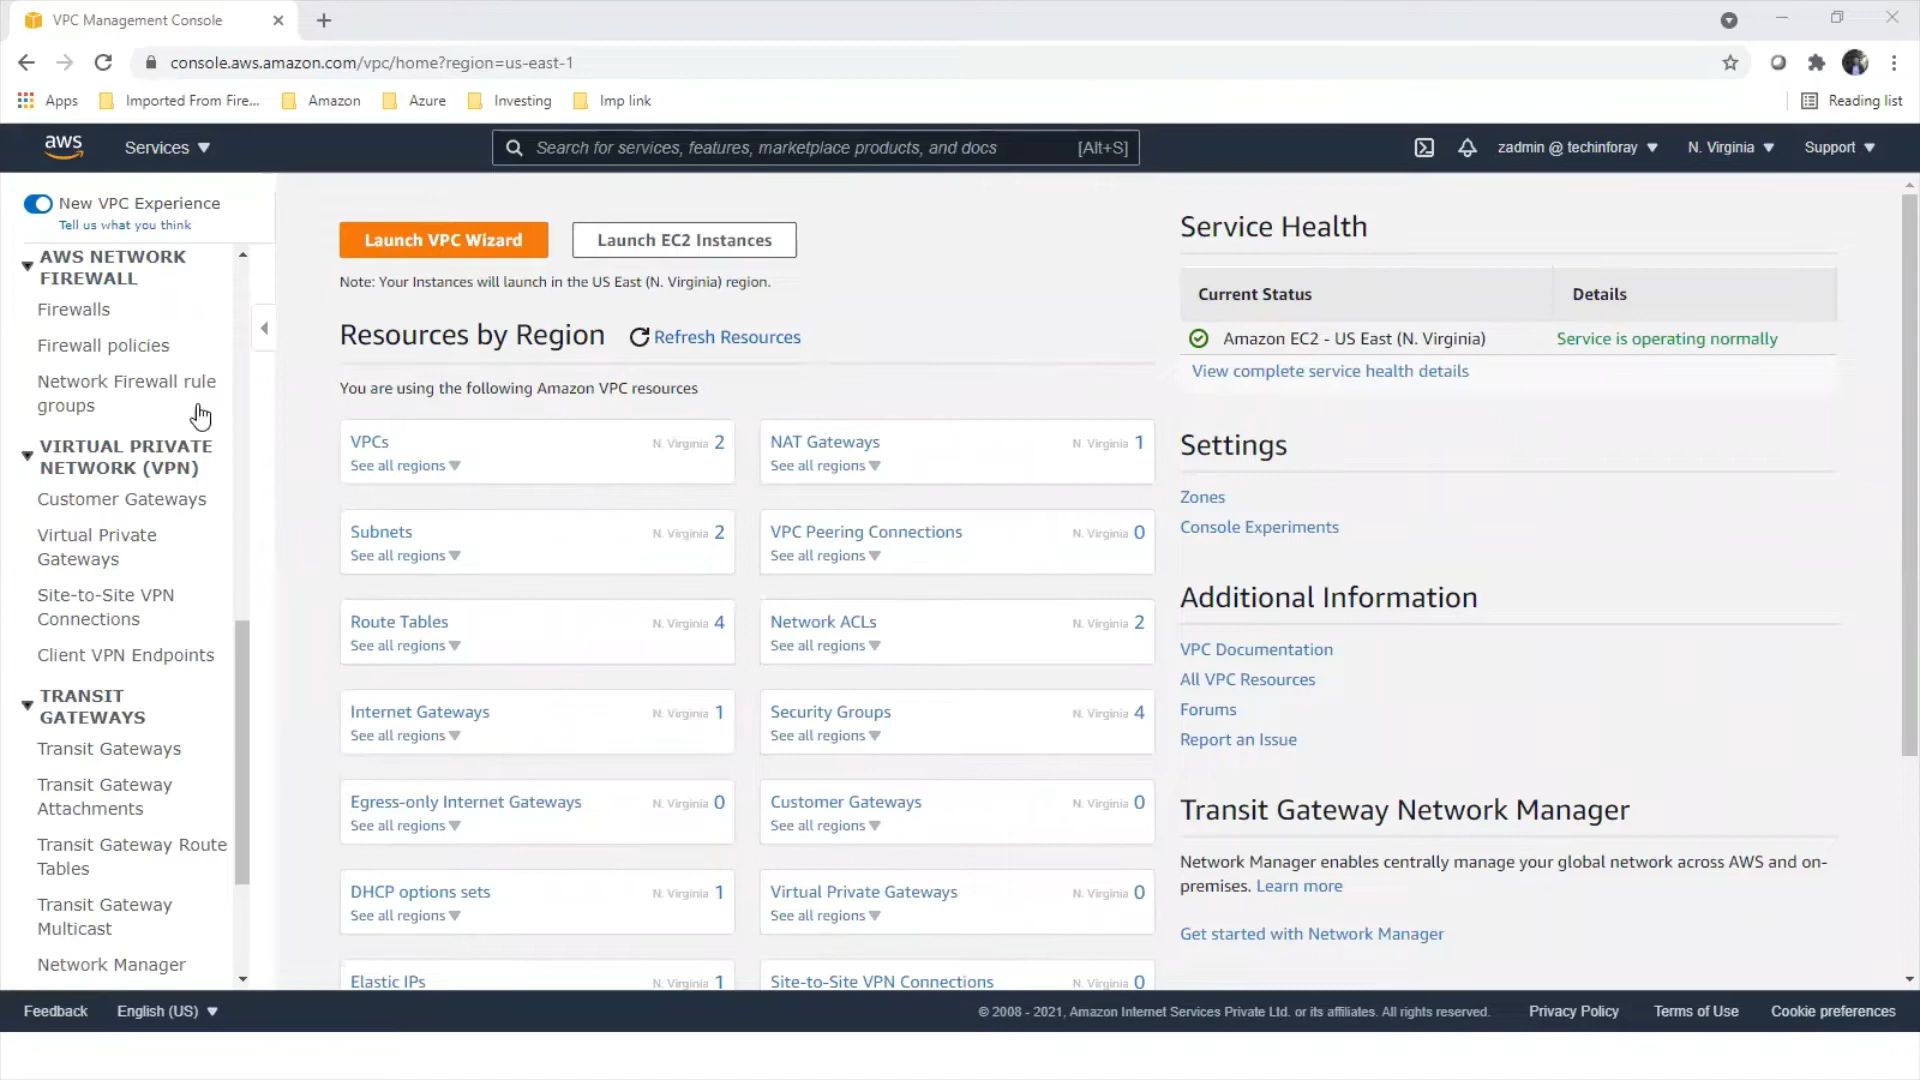 VPC Management Console
console.aws.amazon.com/vpc/home?region=us-east-1
Apps
Imported From Fire...
Amazon
Azure
Investing
Imp link
Reading list
aws
Services
Search for services, features, marketplace products, and docs
[Alt+S]
zadmin @ techinforay
N. Virginia
Support
New VPC Experience
Tell us what you think
AWS NETWORK
FIREWALL
Firewalls
Firewall policies
Network Firewall rule
groups
VIRTUAL PRIVATE
NETWORK (VPN)
Customer Gateways
Virtual Private
Gateways
Site-to-Site VPN
Connections
Client VPN Endpoints
TRANSIT
GATEWAYS
Transit Gateways
Transit Gateway
Attachments
Transit Gateway Route
Tables
Transit Gateway
Multicast
Network Manager
Launch VPC Wizard
Launch EC2 Instances
Note: Your Instances will launch in the US East (N. Virginia) region.
Resources by Region
Refresh Resources
You are using the following Amazon VPC resources
VPCs N. Virginia 2
See all regions
NAT Gateways N. Virginia 1
See all regions
Subnets N. Virginia 2
See all regions
VPC Peering Connections N. Virginia 0
See all regions
Route Tables N. Virginia 4
See all regions
Network ACLs N. Virginia 2
See all regions
Internet Gateways N. Virginia 1
See all regions
Security Groups N. Virginia 4
See all regions
Egress-only Internet Gateways N. Virginia 0
See all regions
Customer Gateways N. Virginia 0
See all regions
DHCP options sets N. Virginia 1
See all regions
Virtual Private Gateways N. Virginia 0
See all regions
Elastic IPs N. Virginia 1
Site-to-Site VPN Connections N. Virginia 0
Service Health
Current Status
Details
Amazon EC2 - US East (N. Virginia)
Service is operating normally
View complete service health details
Settings
Zones
Console Experiments
Additional Information
VPC Documentation
All VPC Resources
Forums
Report an Issue
Transit Gateway Network Manager
Network Manager enables centrally manage your global network across AWS and on-
premises. Learn more
Get started with Network Manager
Feedback
English (US)
© 2008 - 2021, Amazon Internet Services Private Ltd. or its affiliates. All rights reserved.
Privacy Policy
Terms of Use
Cookie preferences